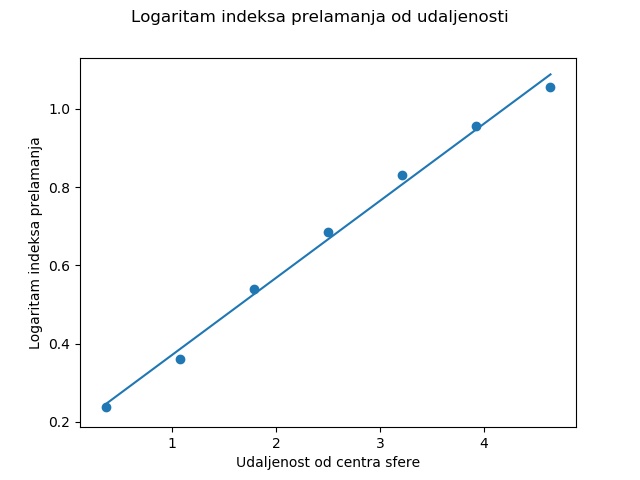 Logaritam indeksa prelamanja od udaljenosti
1.0
0.8
0.6
0.4
0.2
Logaritam indeksa prelamanja
1 2 3 4
Udaljenost od centra sfere